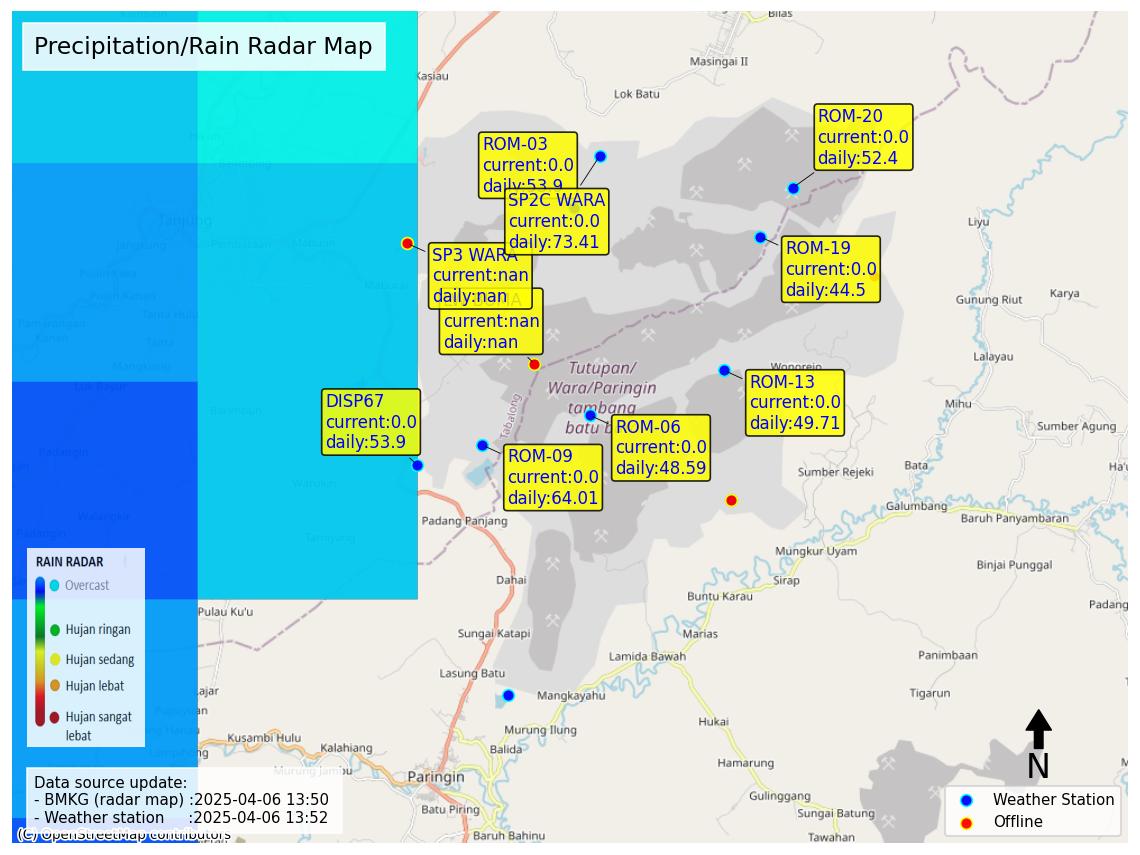 Precipitation/Rain Radar Map
Bilas
Masingai II
Kasiau
Lok Batu
ROM-20
current:0.0
daily:52.4
ROM-03
current:0.0
daily:53.9
SP2C WARA
current:0.0
daily:73.41
Tanjung
Liyu
SP3 WARA
current:nan
daily:nan
ROM-19
current:0.0
daily:44.5
Mabuun
current:nan
daily:nan
Gunung Riut
Karya
Lalayau
Wonorejo
Tutupan/
Wara/Paringin
tambang
batu b
Tabalong
ROM-13
current:0.0
daily:49.71
DISP67
current:0.0
daily:53.9
ROM-06
current:0.0
daily:48.59
ROM-09
current:0.0
daily:64.01
Mihu
Sumber Agung
Bata
Ha'u
Sumber Rejeki
Galumbang
Baruh Panyambaran
Padang Panjang
Mungkur Uyam
Binjai Punggal
Dahai
Sirap
Buntu Karau
Padang
Pulau Ku'u
Sungai Katapi
Marias
Lamida Bawah
Panimbaan
Lasung Batu
Mangkayahu
Tigarun
Hukai
Murung Ilung
Kusambi Hulu
Kalahiang
Balida
Hamarung
Murung Jambu
Paringin
Gulinggang
Batu Piring
Sungai Batung
Baruh Bahinu
Tawahan
RAIN RADAR
Overcast
Hujan ringan
Hujan sedang
Hujan lebat
Hujan sangat
lebat
Data source update:
- BMKG (radar map) :2025-04-06 13:50
- Weather station :2025-04-06 13:52
(C) OpenStreetMap contributors
N
Weather Station
Offline